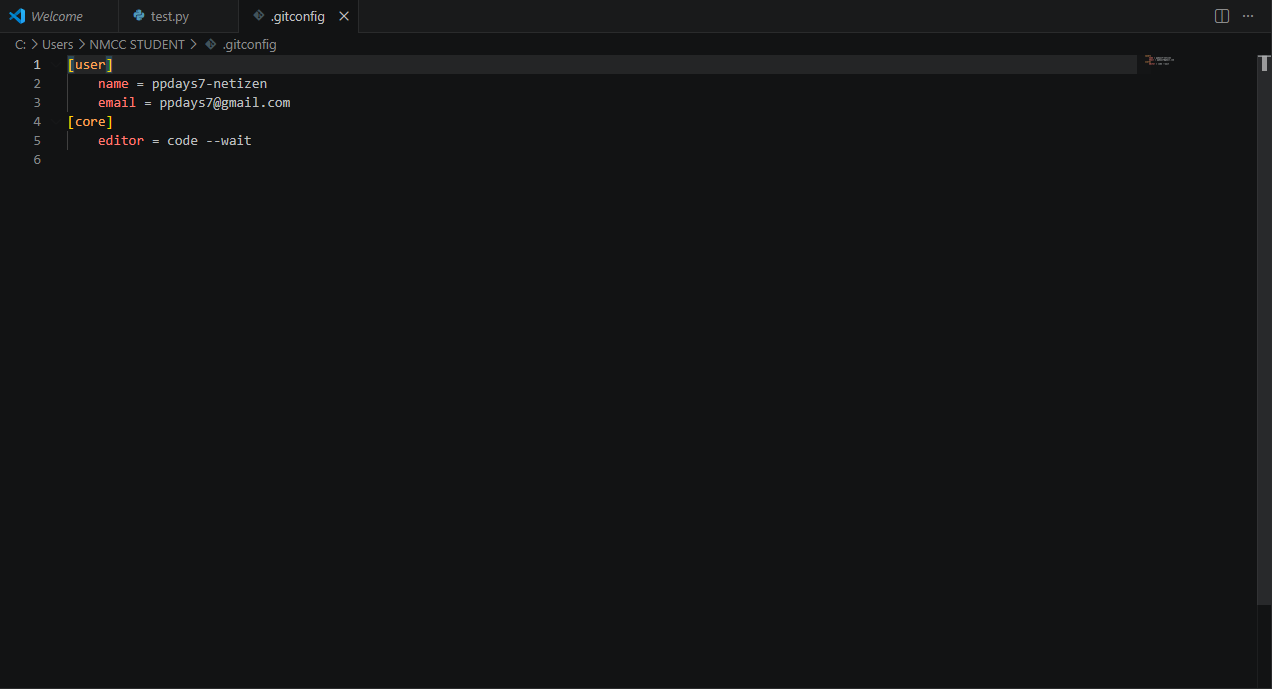 Welcome test.py .gitconfig
C: > Users > NMCC STUDENT > .gitconfig
1 [user]
2 name = ppdays7-netizen
3 email = ppdays7@gmail.com
4 [core]
5 editor = code --wait
6